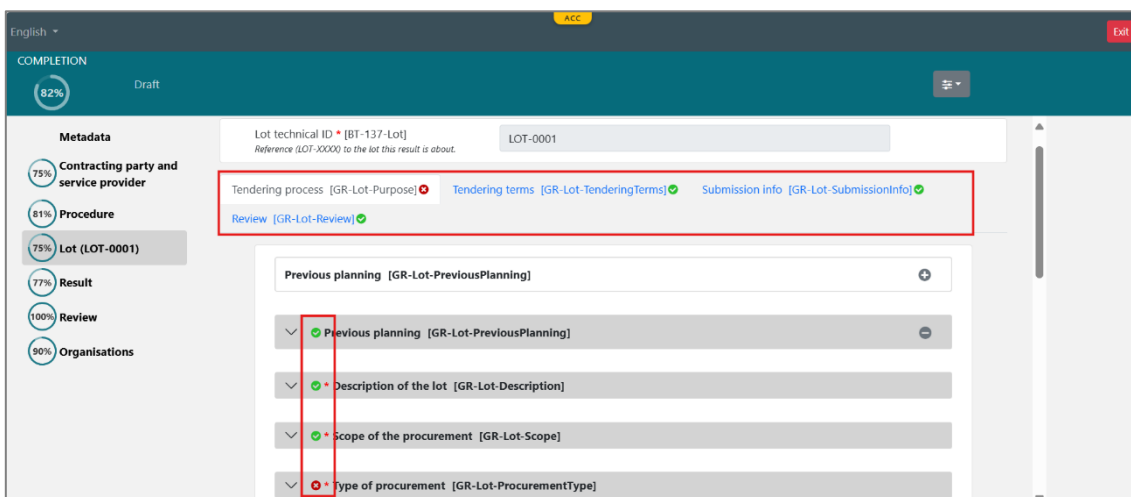 ACC
English
Exit
COMPLETION
82%
Draft
Metadata
75%
Contracting party and
service provider
81%
Procedure
75%
Lot (LOT-0001)
77%
Result
100%
Review
90%
Organisations
Lot technical ID * [BT-137-Lot]
Reference (LOT-XXXX) to the lot this result is about.
LOT-0001
Tendering process [GR-Lot-Purpose]
Tendering terms [GR-Lot-TenderingTerms]
Submission info [GR-Lot-SubmissionInfo]
Review [GR-Lot-Review]
Previous planning [GR-Lot-PreviousPlanning]
Previous planning [GR-Lot-PreviousPlanning]
* Description of the lot [GR-Lot-Description]
* Scope of the procurement [GR-Lot-Scope]
* Type of procurement [GR-Lot-ProcurementType]